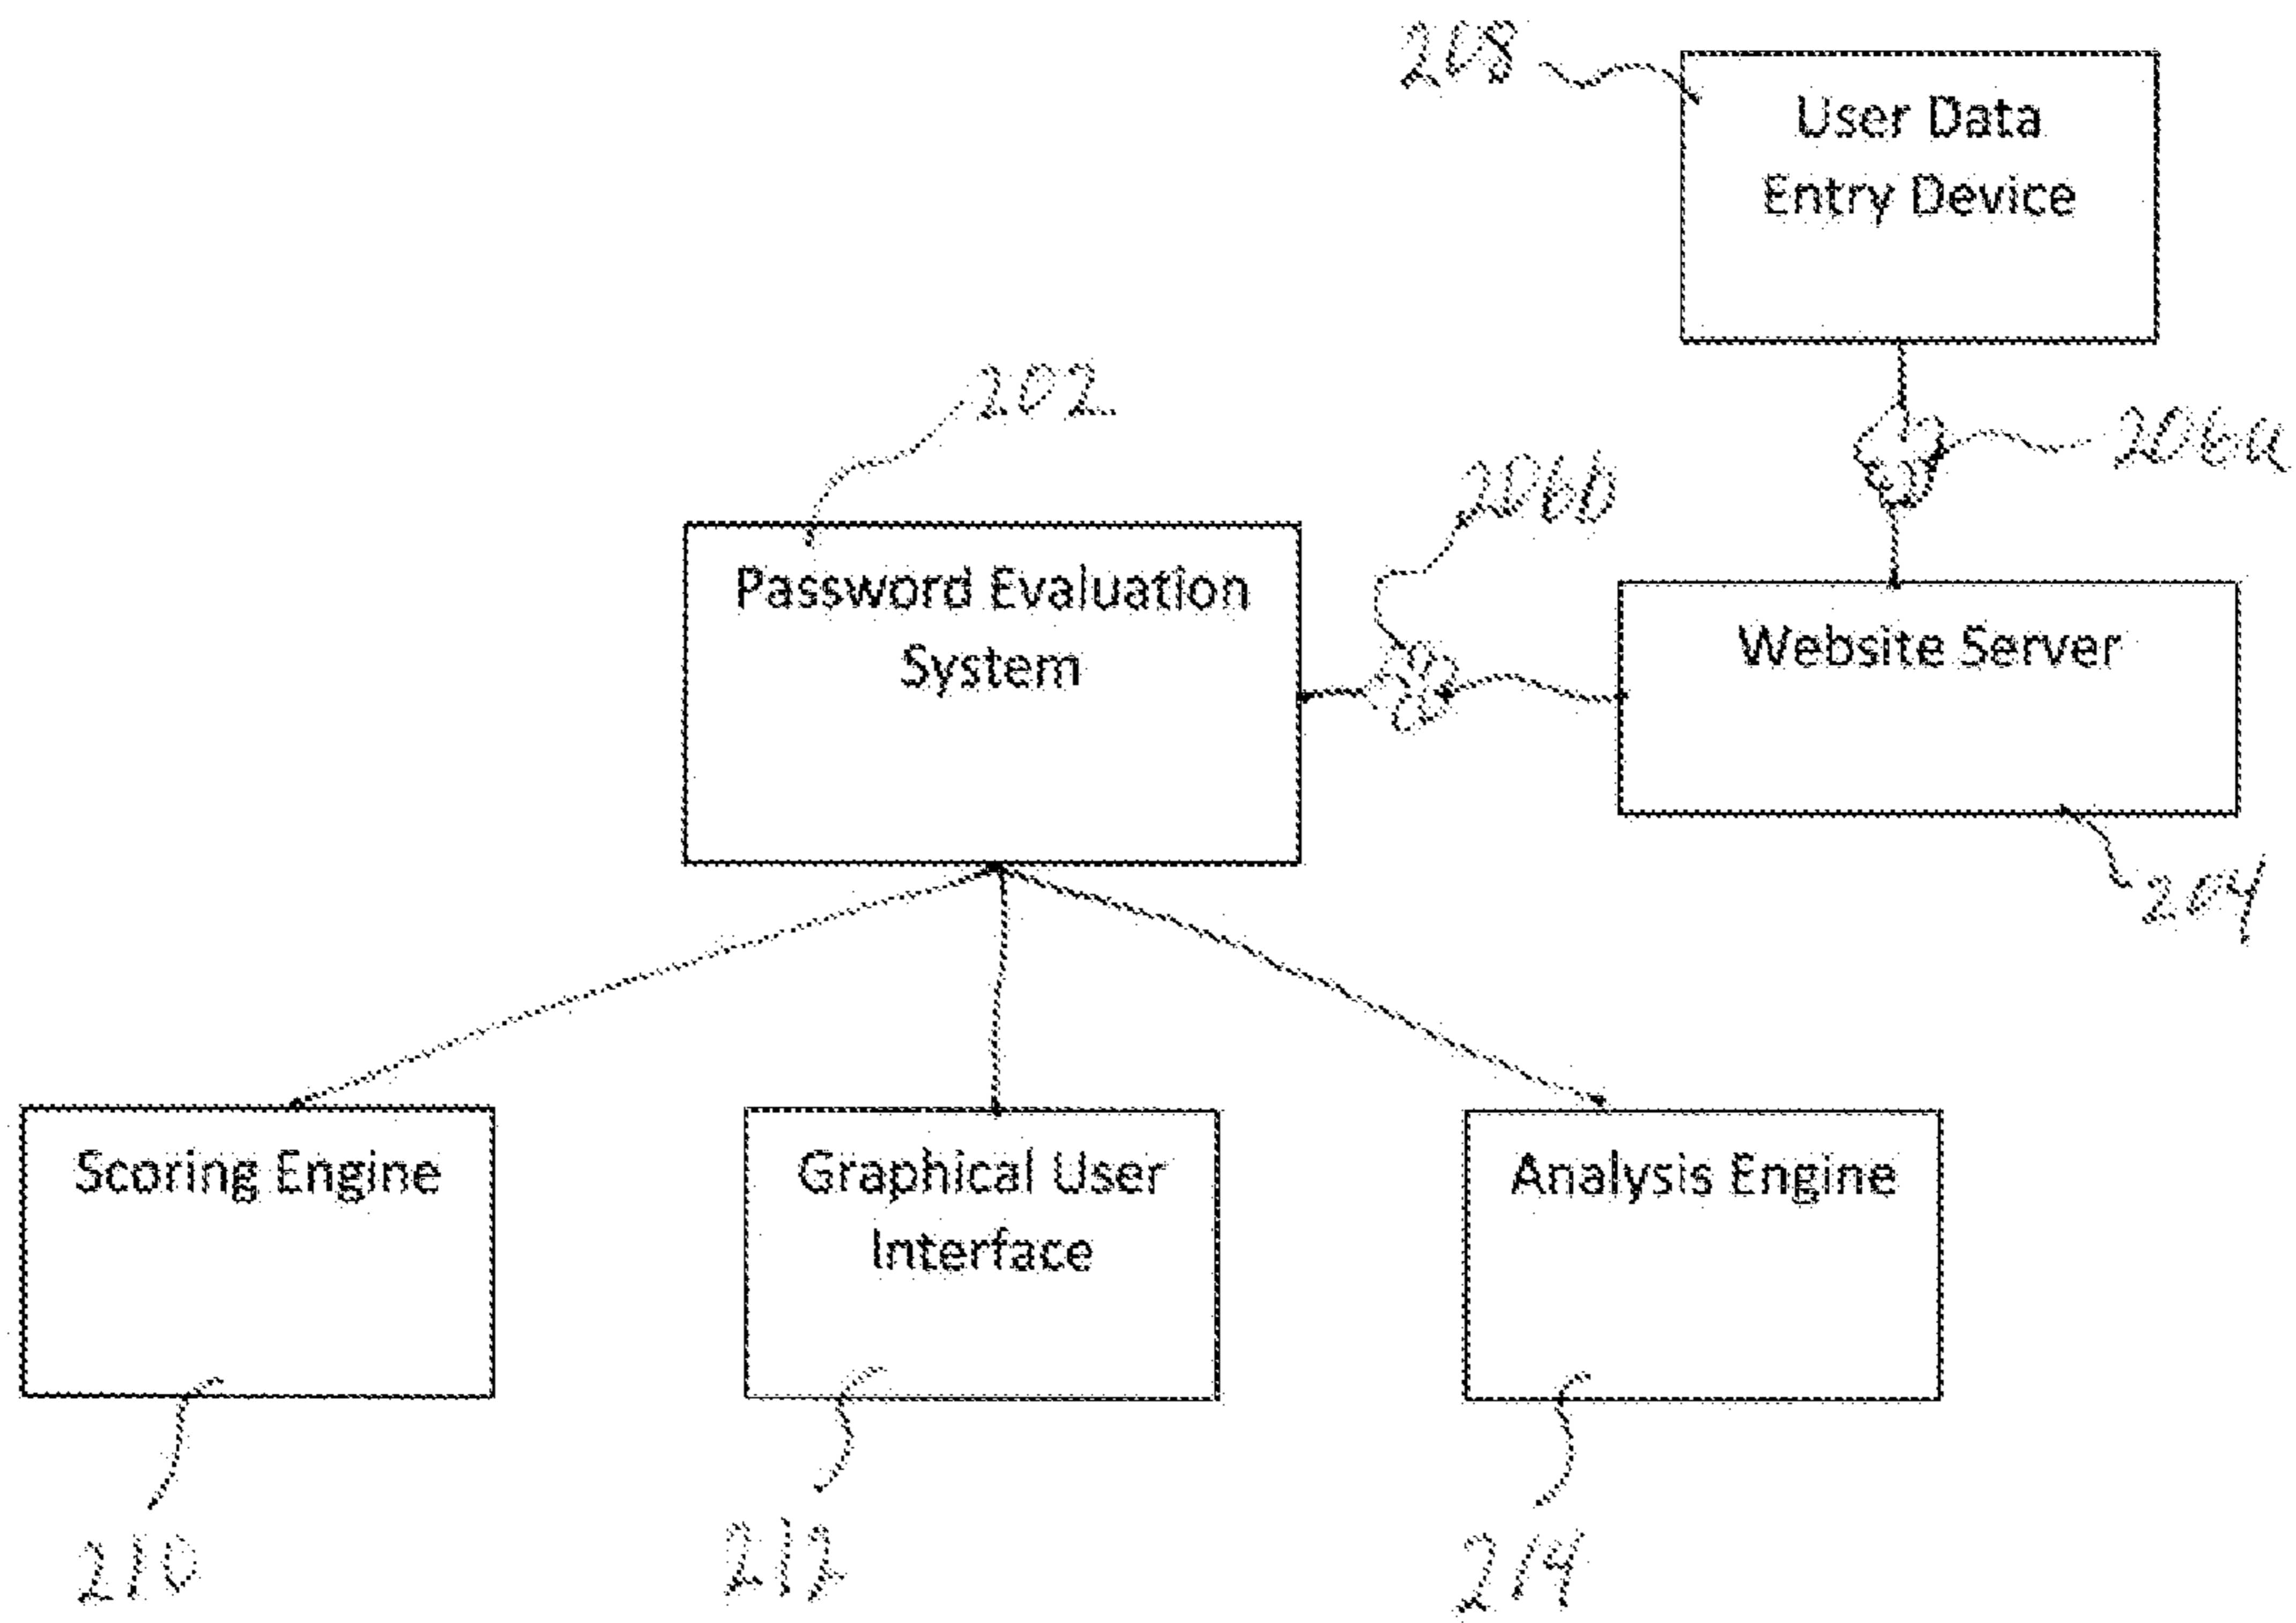 208
User Data
Entry Device
202
206a
206b
Password Evaluation
System
Website Server
204
Scoring Engine
Graphical User
Interface
Analysis Engine
210
212
214